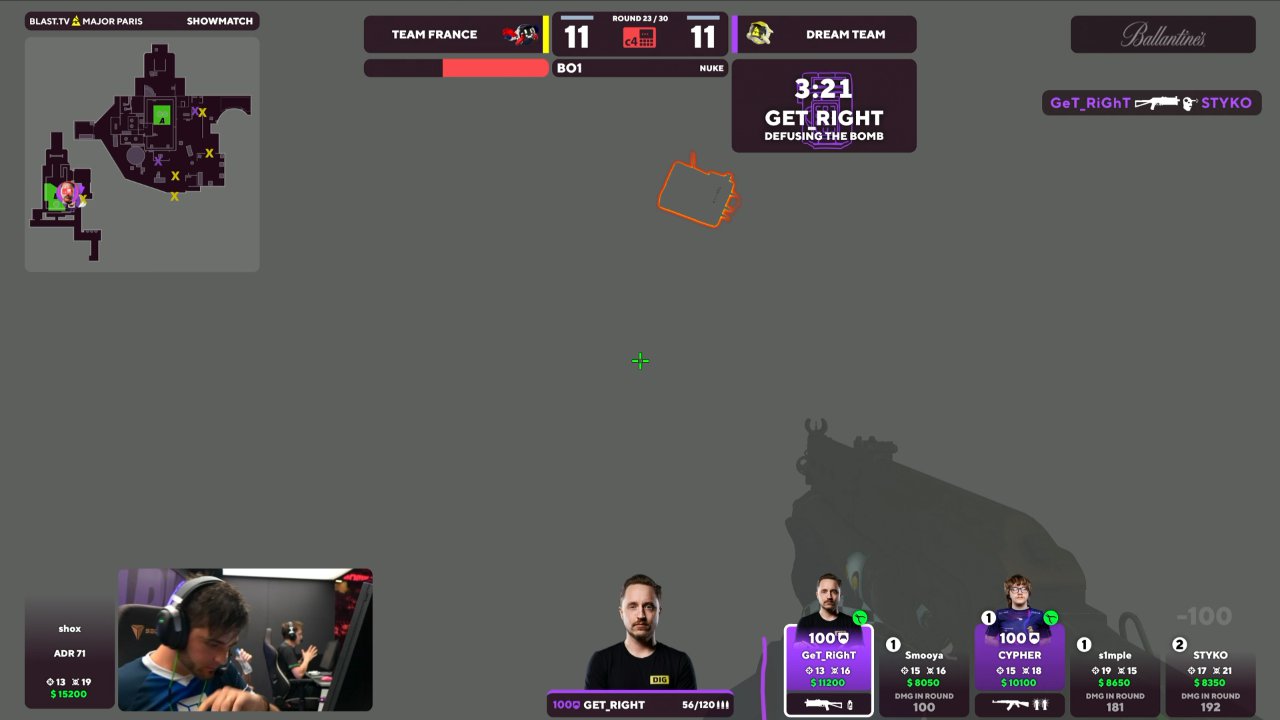 BLAST.TV MAJOR PARIS SHOWMATCH
TEAM FRANCE 11 ROUND 23 / 30 11 DREAM TEAM
C4
BO1 NUKE
Ballantine's
3:21
GET_RIGHT
DEFUSING THE BOMB
GeT_RiGhT STYKO
X X
X
X X
X
shox
ADR 71
13 19
$ 15200
DIG
100 GET_RIGHT 56/120
-100
100
GeT_RiGhT
13 16
$ 11200
1
Smooya
15 16
$ 8050
DMG IN ROUND
100
1
100
CYPHER
15 18
$ 10100
1
s1mple
19 15
$ 8650
DMG IN ROUND
181
2
STYKO
17 21
$ 8350
DMG IN ROUND
192